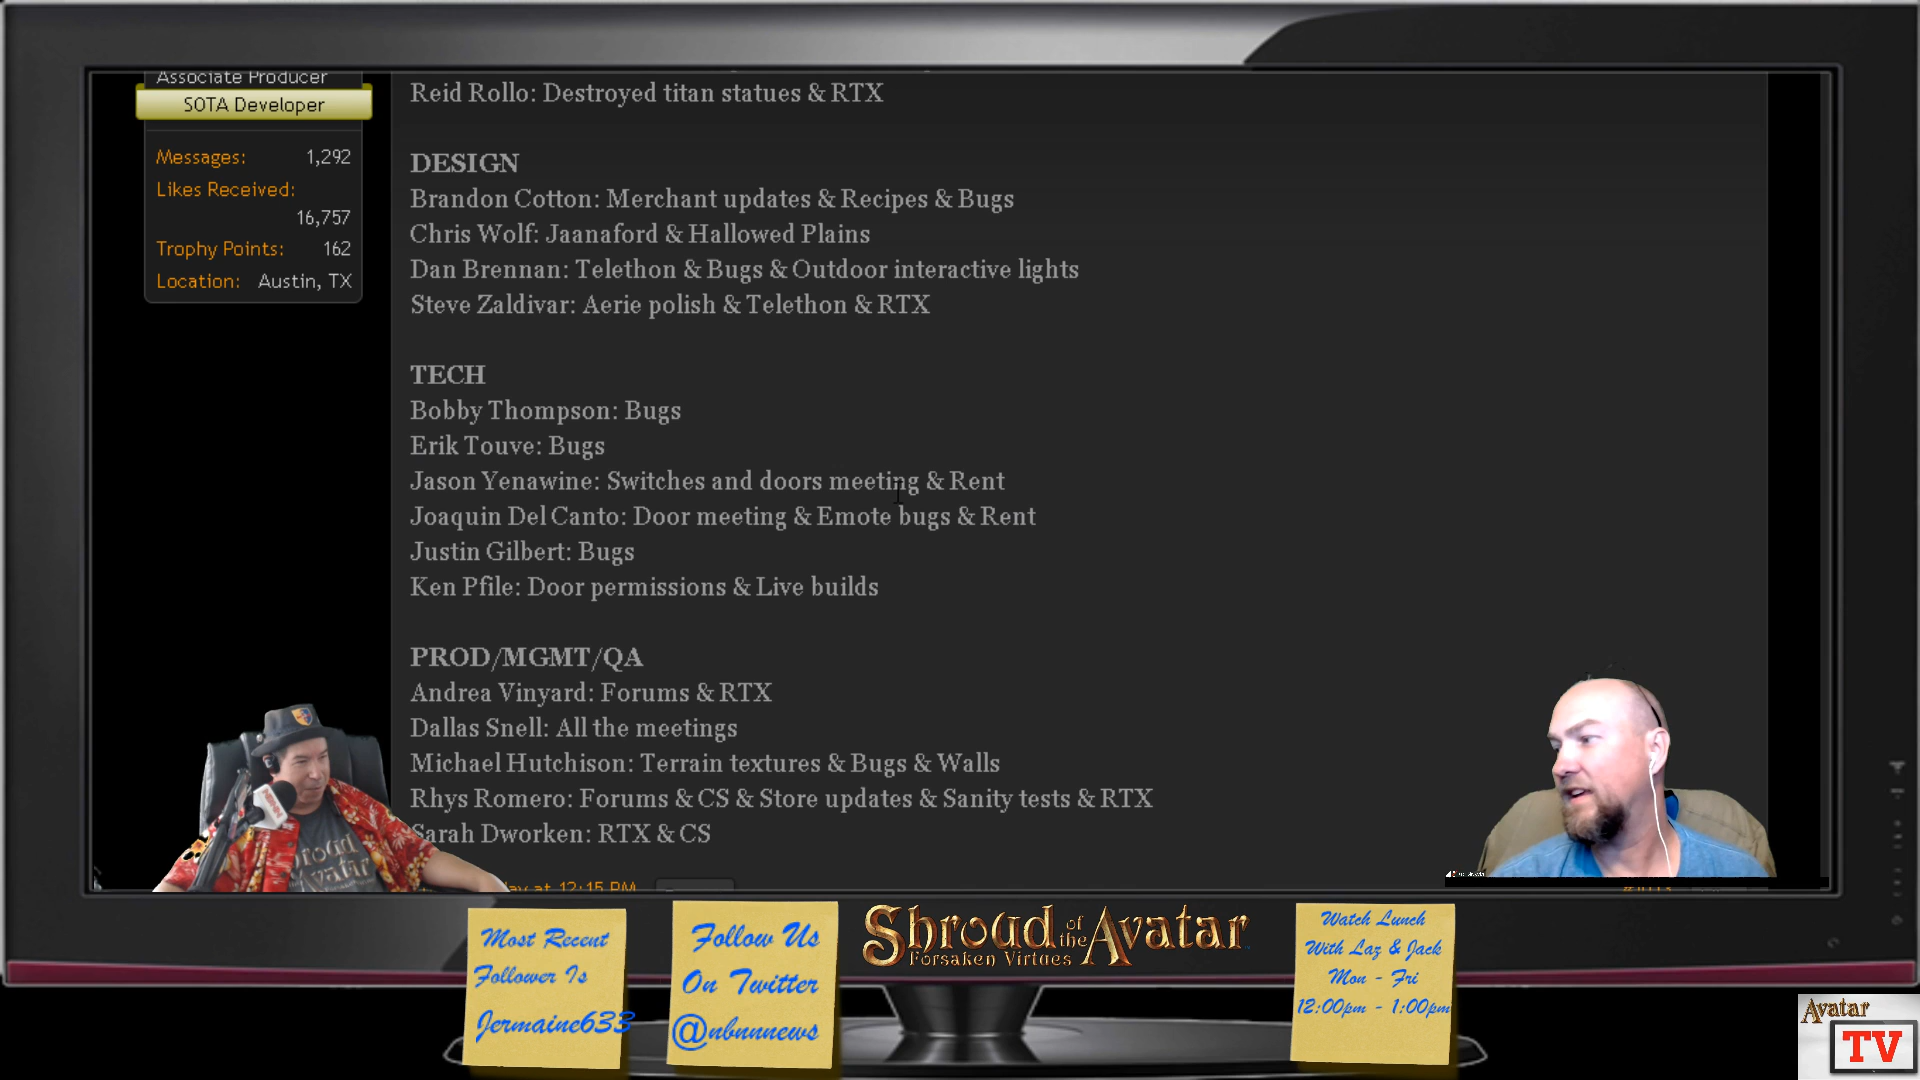 Associate Producer
SOTA Developer
Messages: 1,292
Likes Received:
16,757
Trophy Points: 162
Location: Austin, TX
Reid Rollo: Destroyed titan statues & RTX
DESIGN
Brandon Cotton: Merchant updates & Recipes & Bugs
Chris Wolf: Jaanaford & Hallowed Plains
Dan Brennan: Telethon & Bugs & Outdoor interactive lights
Steve Zaldivar: Aerie polish & Telethon & RTX
TECH
Bobby Thompson: Bugs
Erik Touve: Bugs
Jason Yenawine: Switches and doors meeting & Rent
Joaquin Del Canto: Door meeting & Emote bugs & Rent
Justin Gilbert: Bugs
Ken Pfile: Door permissions & Live builds
PROD/MGMT/QA
Andrea Vinyard: Forums & RTX
Dallas Snell: All the meetings
Michael Hutchison: Terrain textures & Bugs & Walls
Rhys Romero: Forums & CS & Store updates & Sanity tests & RTX
Sarah Dworken: RTX & CS
at 12:15 PM
Shroud
Avatar
Most Recent
Follower Is
Jermaine633
Follow Us
On Twitter
@nbnnnews
Shroud of the Avatar
Forsaken Virtues
Watch Lunch
With Laz & Jack
Mon - Fri
12:00pm - 1:00pm
Avatar
TV